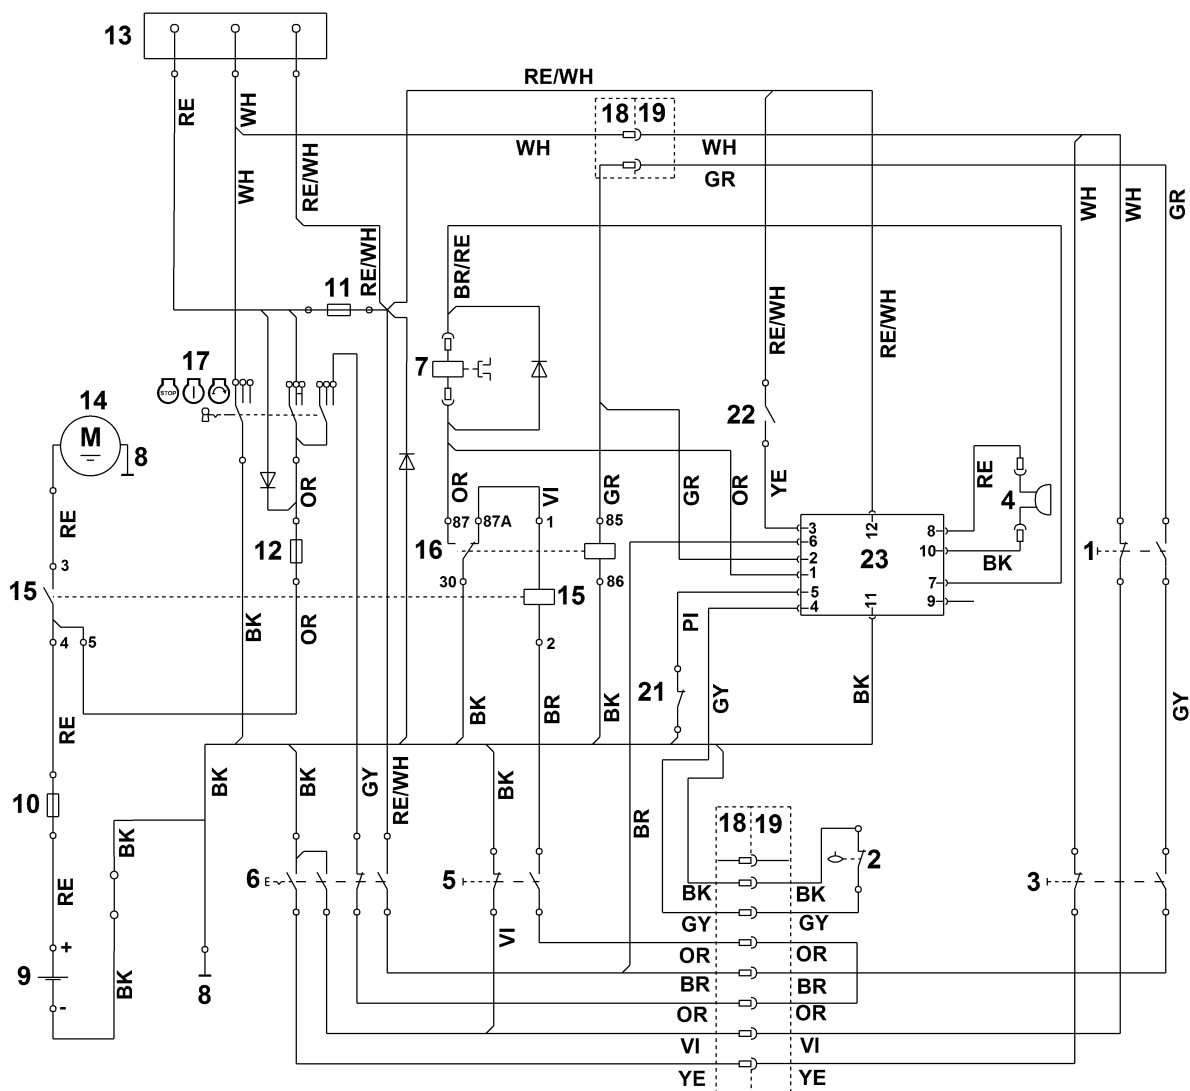 RE/WH
13
18 19
RE
WH
WH
WH
GR
WH
RE/WH
WH
WH
GR
RE/WH
BR/RE
11
RE/WH
RE/WH
7
17
STOP
14
M
8
22
OR
OR
VI
GR
GR
OR
YE
RE
4
RE
87
87A
1
85
3
6
2
1
5
4
12
23
11
8
10
7
9
BK
1
12
16
3
30
86
15
15
4
5
2
BK
OR
PI
21
GY
BK
GY
RE
BK
BR
BK
10
BK
BK
BK
GY
RE/WH
BK
BR
18 19
2
6
5
3
RE
BK
BK
VI
GY
GY
+
9
-
BK
8
OR
OR
BR
BR
OR
OR
VI
VI
YE
YE